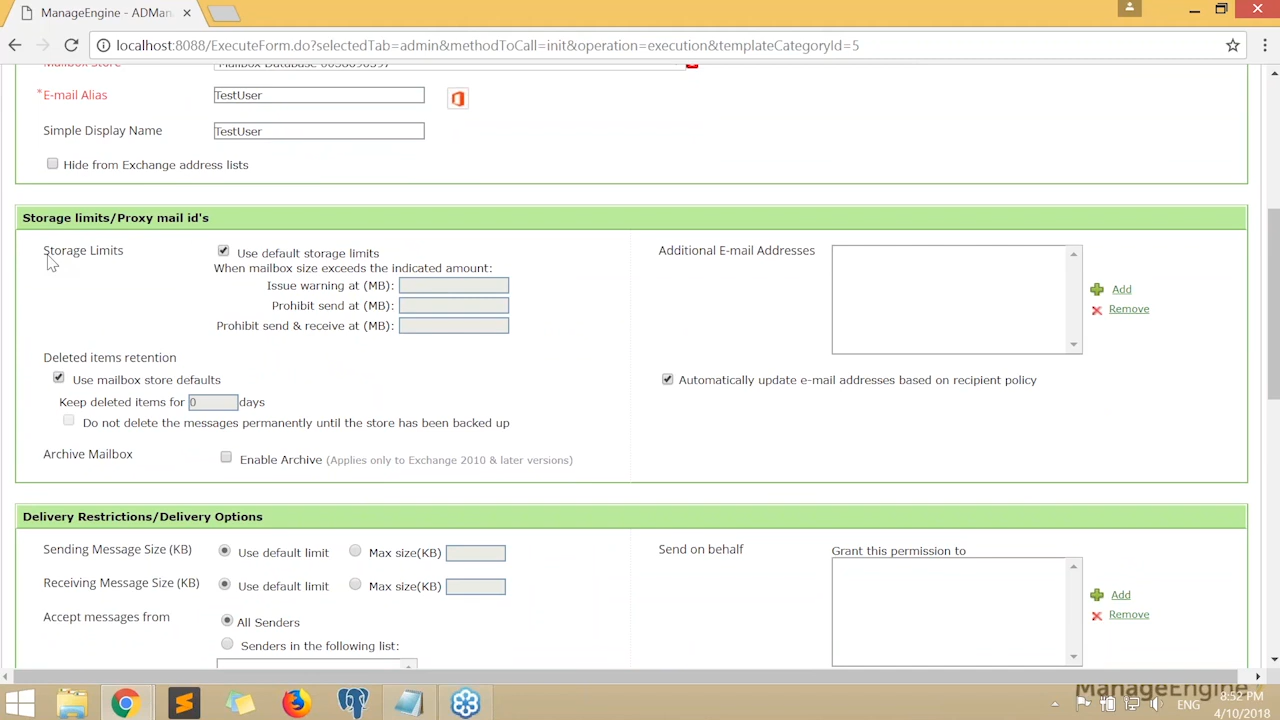 ManageEngine - ADMan
localhost:8088/ExecuteForm.do?selectedTab=admin&methodToCall=init&operation=execution&templateCategoryId=5
Mailbox Store
Mailbox Database 0058090397
*E-mail Alias
TestUser
Simple Display Name
TestUser
Hide from Exchange address lists
Storage limits/Proxy mail id's
Storage Limits
Use default storage limits
When mailbox size exceeds the indicated amount:
Issue warning at (MB):
Prohibit send at (MB):
Prohibit send & receive at (MB):
Additional E-mail Addresses
Add
Remove
Deleted items retention
Use mailbox store defaults
Keep deleted items for 0 days
Do not delete the messages permanently until the store has been backed up
Automatically update e-mail addresses based on recipient policy
Archive Mailbox
Enable Archive (Applies only to Exchange 2010 & later versions)
Delivery Restrictions/Delivery Options
Sending Message Size (KB)
Use default limit
Max size(KB)
Receiving Message Size (KB)
Use default limit
Max size(KB)
Accept messages from
All Senders
Senders in the following list:
Send on behalf
Grant this permission to
Add
Remove
ManageEngine
ENG
8:52 PM
4/10/2018